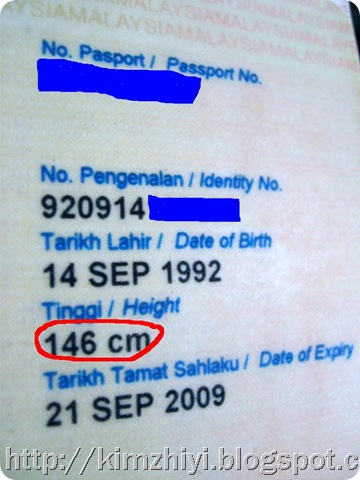 MALAYSIAMALAYSIAMALAYSIA
No. Pasport / Passport No.
No. Pengenalan / Identity No.
920914
Tarikh Lahir / Date of Birth
14 SEP 1992
Tinggi / Height
146 cm
Tarikh Tamat Sahlaku / Date of Expiry
21 SEP 2009
http://kimzhiyi.blogspot.c